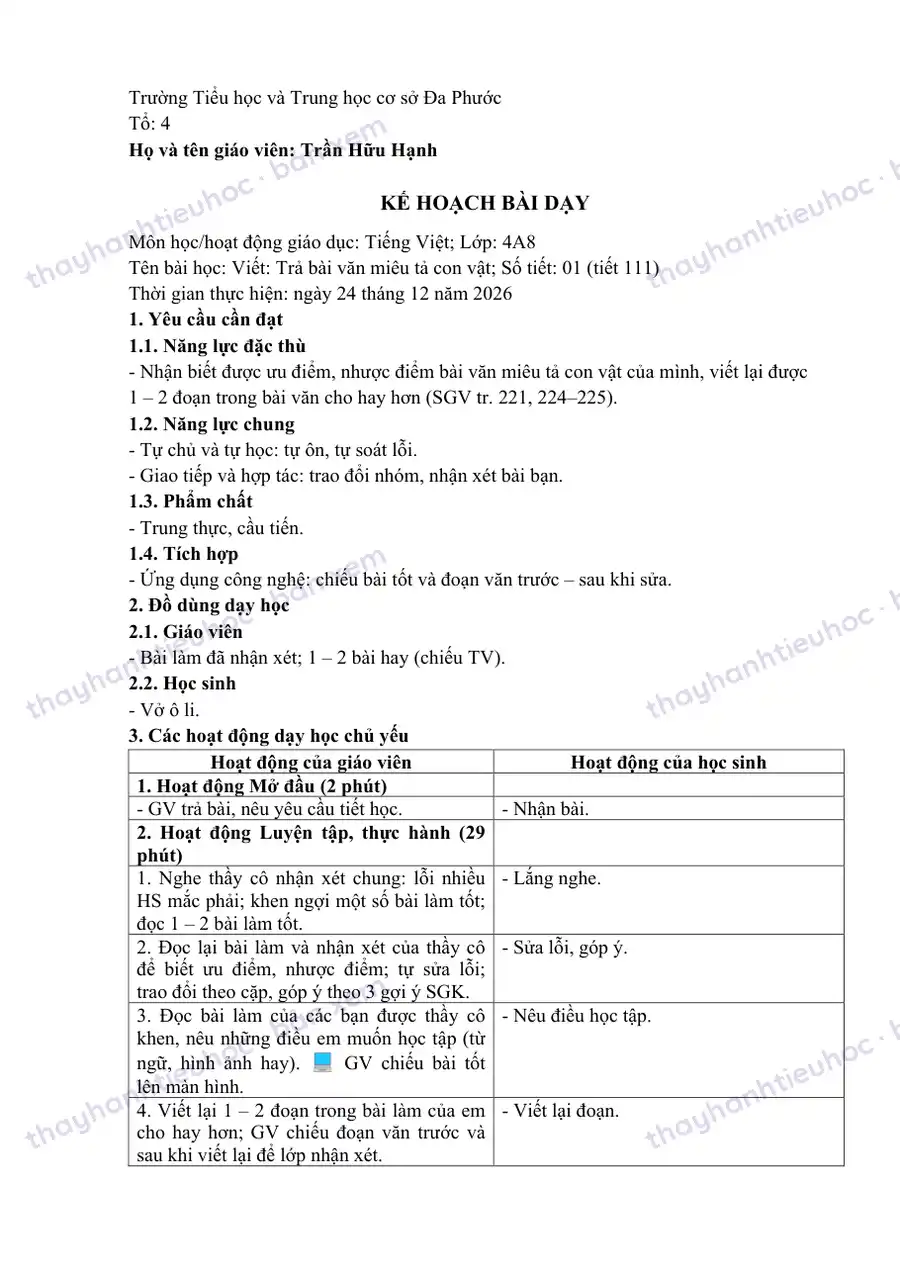 Trường Tiểu học và Trung học cơ sở Đa Phước
Tổ: 4
Họ và tên giáo viên: Trần Hữu Hạnh
KẾ HOẠCH BÀI DẠY
Môn học/hoạt động giáo dục: Tiếng Việt; Lớp: 4A8
Tên bài học: Viết: Trả bài văn miêu tả con vật; Số tiết: 01 (tiết 111)
Thời gian thực hiện: ngày 24 tháng 12 năm 2026
1. Yêu cầu cần đạt
1.1. Năng lực đặc thù
- Nhận biết được ưu điểm, nhược điểm bài văn miêu tả con vật của mình, viết lại được
1 – 2 đoạn trong bài văn cho hay hơn (SGV tr. 221, 224–225).
1.2. Năng lực chung
- Tự chủ và tự học: tự ôn, tự soát lỗi.
- Giao tiếp và hợp tác: trao đổi nhóm, nhận xét bài bạn.
1.3. Phẩm chất
- Trung thực, cầu tiến.
1.4. Tích hợp
- Ứng dụng công nghệ: chiếu bài tốt và đoạn văn trước – sau khi sửa.
2. Đồ dùng dạy học
2.1. Giáo viên
- Bài làm đã nhận xét; 1 – 2 bài hay (chiếu TV).
2.2. Học sinh
- Vở ô li.
3. Các hoạt động dạy học chủ yếu
Hoạt động của giáo viên
Hoạt động của học sinh
1. Hoạt động Mở đầu (2 phút)
- GV trả bài, nêu yêu cầu tiết học.
- Nhận bài.
2. Hoạt động Luyện tập, thực hành (29
phút)
1. Nghe thầy cô nhận xét chung: lỗi nhiều
HS mắc phải; khen ngợi một số bài làm tốt;
đọc 1 – 2 bài làm tốt.
- Lắng nghe.
2. Đọc lại bài làm và nhận xét của thầy cô
để biết ưu điểm, nhược điểm; tự sửa lỗi;
trao đổi theo cặp, góp ý theo 3 gợi ý SGK.
- Sửa lỗi, góp ý.
3. Đọc bài làm của các bạn được thầy cô
khen, nêu những điều em muốn học tập (từ
ngữ, hình ảnh hay). GV chiếu bài tốt
lên màn hình.
- Nêu điều học tập.
4. Viết lại 1 – 2 đoạn trong bài làm của em
cho hay hơn; GV chiếu đoạn văn trước và
sau khi viết lại để lớp nhận xét.
- Viết lại đoạn.
thayhanhtieuhoc · bản xem
thayhanhtieuhoc · b
thayhanhtieuhoc · bản xem
thayhanhtieuhoc · b
thayhanhtieuhoc · bản xem
thayhanhtieuhoc · b